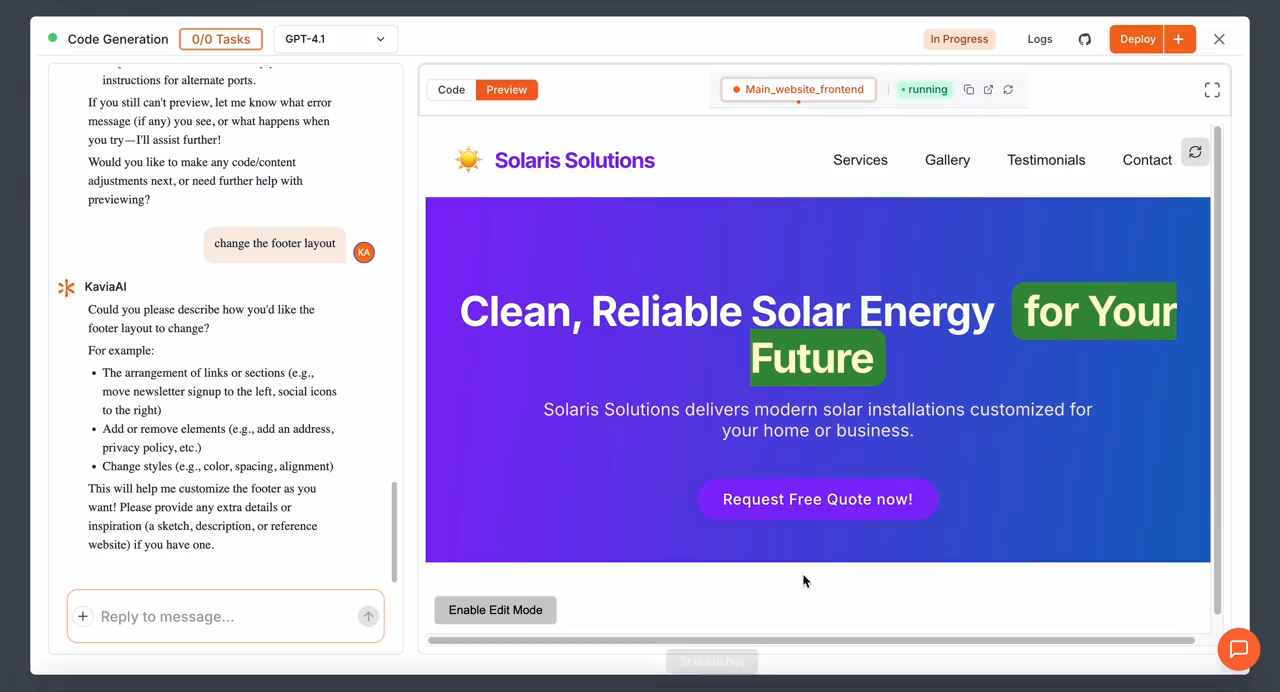 Code Generation
0/0 Tasks
GPT-4.1
In Progress
Logs
Deploy
+
instructions for alternate ports.
If you still can't preview, let me know what error
message (if any) you see, or what happens when
you try—I'll assist further!
Would you like to make any code/content
adjustments next, or need further help with
previewing?
change the footer layout
KA
KaviaAI
Could you please describe how you'd like the
footer layout to change?
For example:
• The arrangement of links or sections (e.g.,
move newsletter signup to the left, social icons
to the right)
• Add or remove elements (e.g., add an address,
privacy policy, etc.)
• Change styles (e.g., color, spacing, alignment)
This will help me customize the footer as you
want! Please provide any extra details or
inspiration (a sketch, description, or reference
website) if you have one.
+ Reply to message...
Code
Preview
Main_website_frontend
running
Solaris Solutions
Services
Gallery
Testimonials
Contact
Clean, Reliable Solar Energy for Your
Future
Solaris Solutions delivers modern solar installations customized for
your home or business.
Request Free Quote now!
Enable Edit Mode